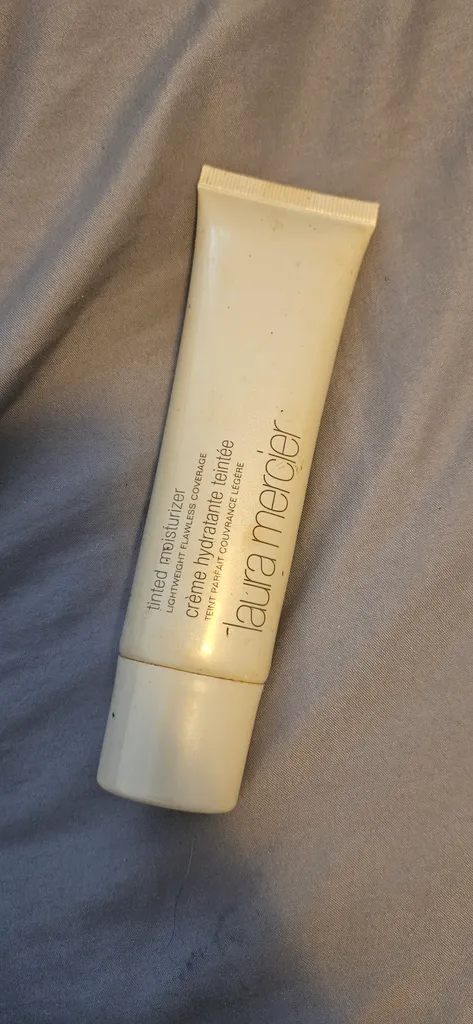 tinted moisturizer
LIGHTWEIGHT FLAWLESS COVERAGE
crème hydratante teintée
TEINT PARFAIT COUVRANCE LÉGÈRE
laura mercier